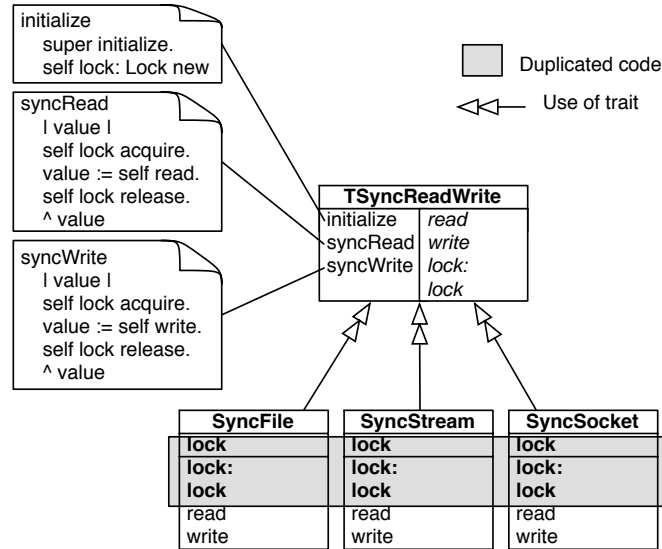 initialize
super initialize.
self lock: Lock new
syncRead
| value |
self lock acquire.
value := self read.
self lock release.
^ value
syncWrite
| value |
self lock acquire.
value := self write.
self lock release.
^ value
Duplicated code
Use of trait
TSyncReadWrite
initialize read
syncRead write
syncWrite lock:
lock
SyncFile
lock
lock:
lock
read
write
SyncStream
lock
lock:
lock
read
write
SyncSocket
lock
lock:
lock
read
write